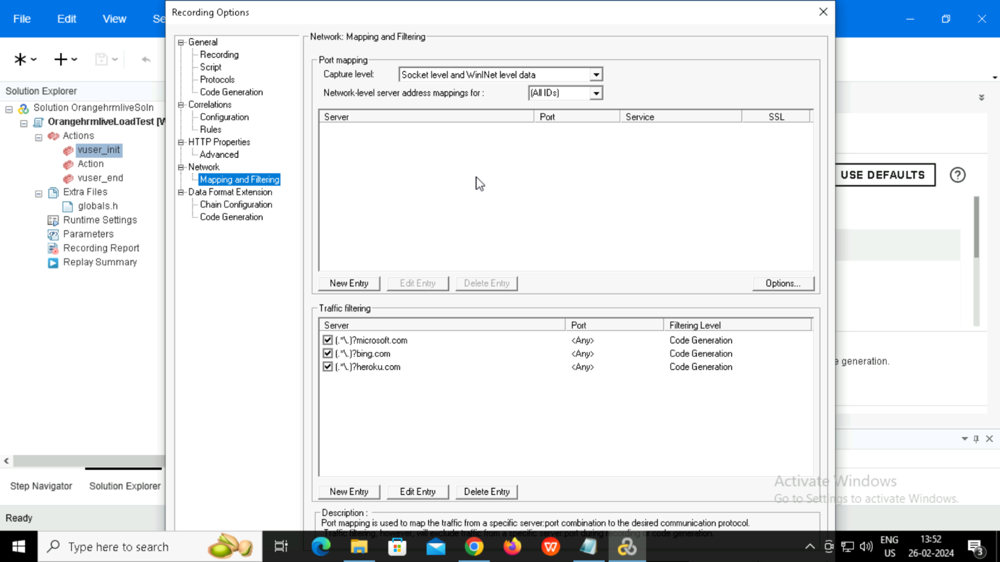 File Edit View Se
Recording Options
Solution Explorer
Solution OrangehrmliveSoln
OrangehrmliveLoadTest [W
Actions
vuser_init
Action
vuser_end
Extra Files
globals.h
Runtime Settings
Parameters
Recording Report
Replay Summary
Step Navigator Solution Explorer
Ready
General
Recording
Script
Protocols
Code Generation
Correlations
Configuration
Rules
HTTP Properties
Advanced
Network
Mapping and Filtering
Data Format Extension
Chain Configuration
Code Generation
Network: Mapping and Filtering
Port mapping
Capture level: Socket level and WinINet level data
Network-level server address mappings for : (All IDs)
Server Port Service SSL
New Entry Edit Entry Delete Entry Options...
Traffic filtering
Server Port Filtering Level
(.*\.)?microsoft.com <Any> Code Generation
(.*\.)?bing.com <Any> Code Generation
(.*\.)?heroku.com <Any> Code Generation
New Entry Edit Entry Delete Entry
Description :
Port mapping is used to map the traffic from a specific server:port combination to the desired communication protocol.
Traffic filtering, however, will exclude traffic from a specific server:port during recording or code generation.
USE DEFAULTS ?
e generation.
Activate Windows
Go to Settings to activate Windows.
Type here to search
ENG
US
13:52
26-02-2024
3